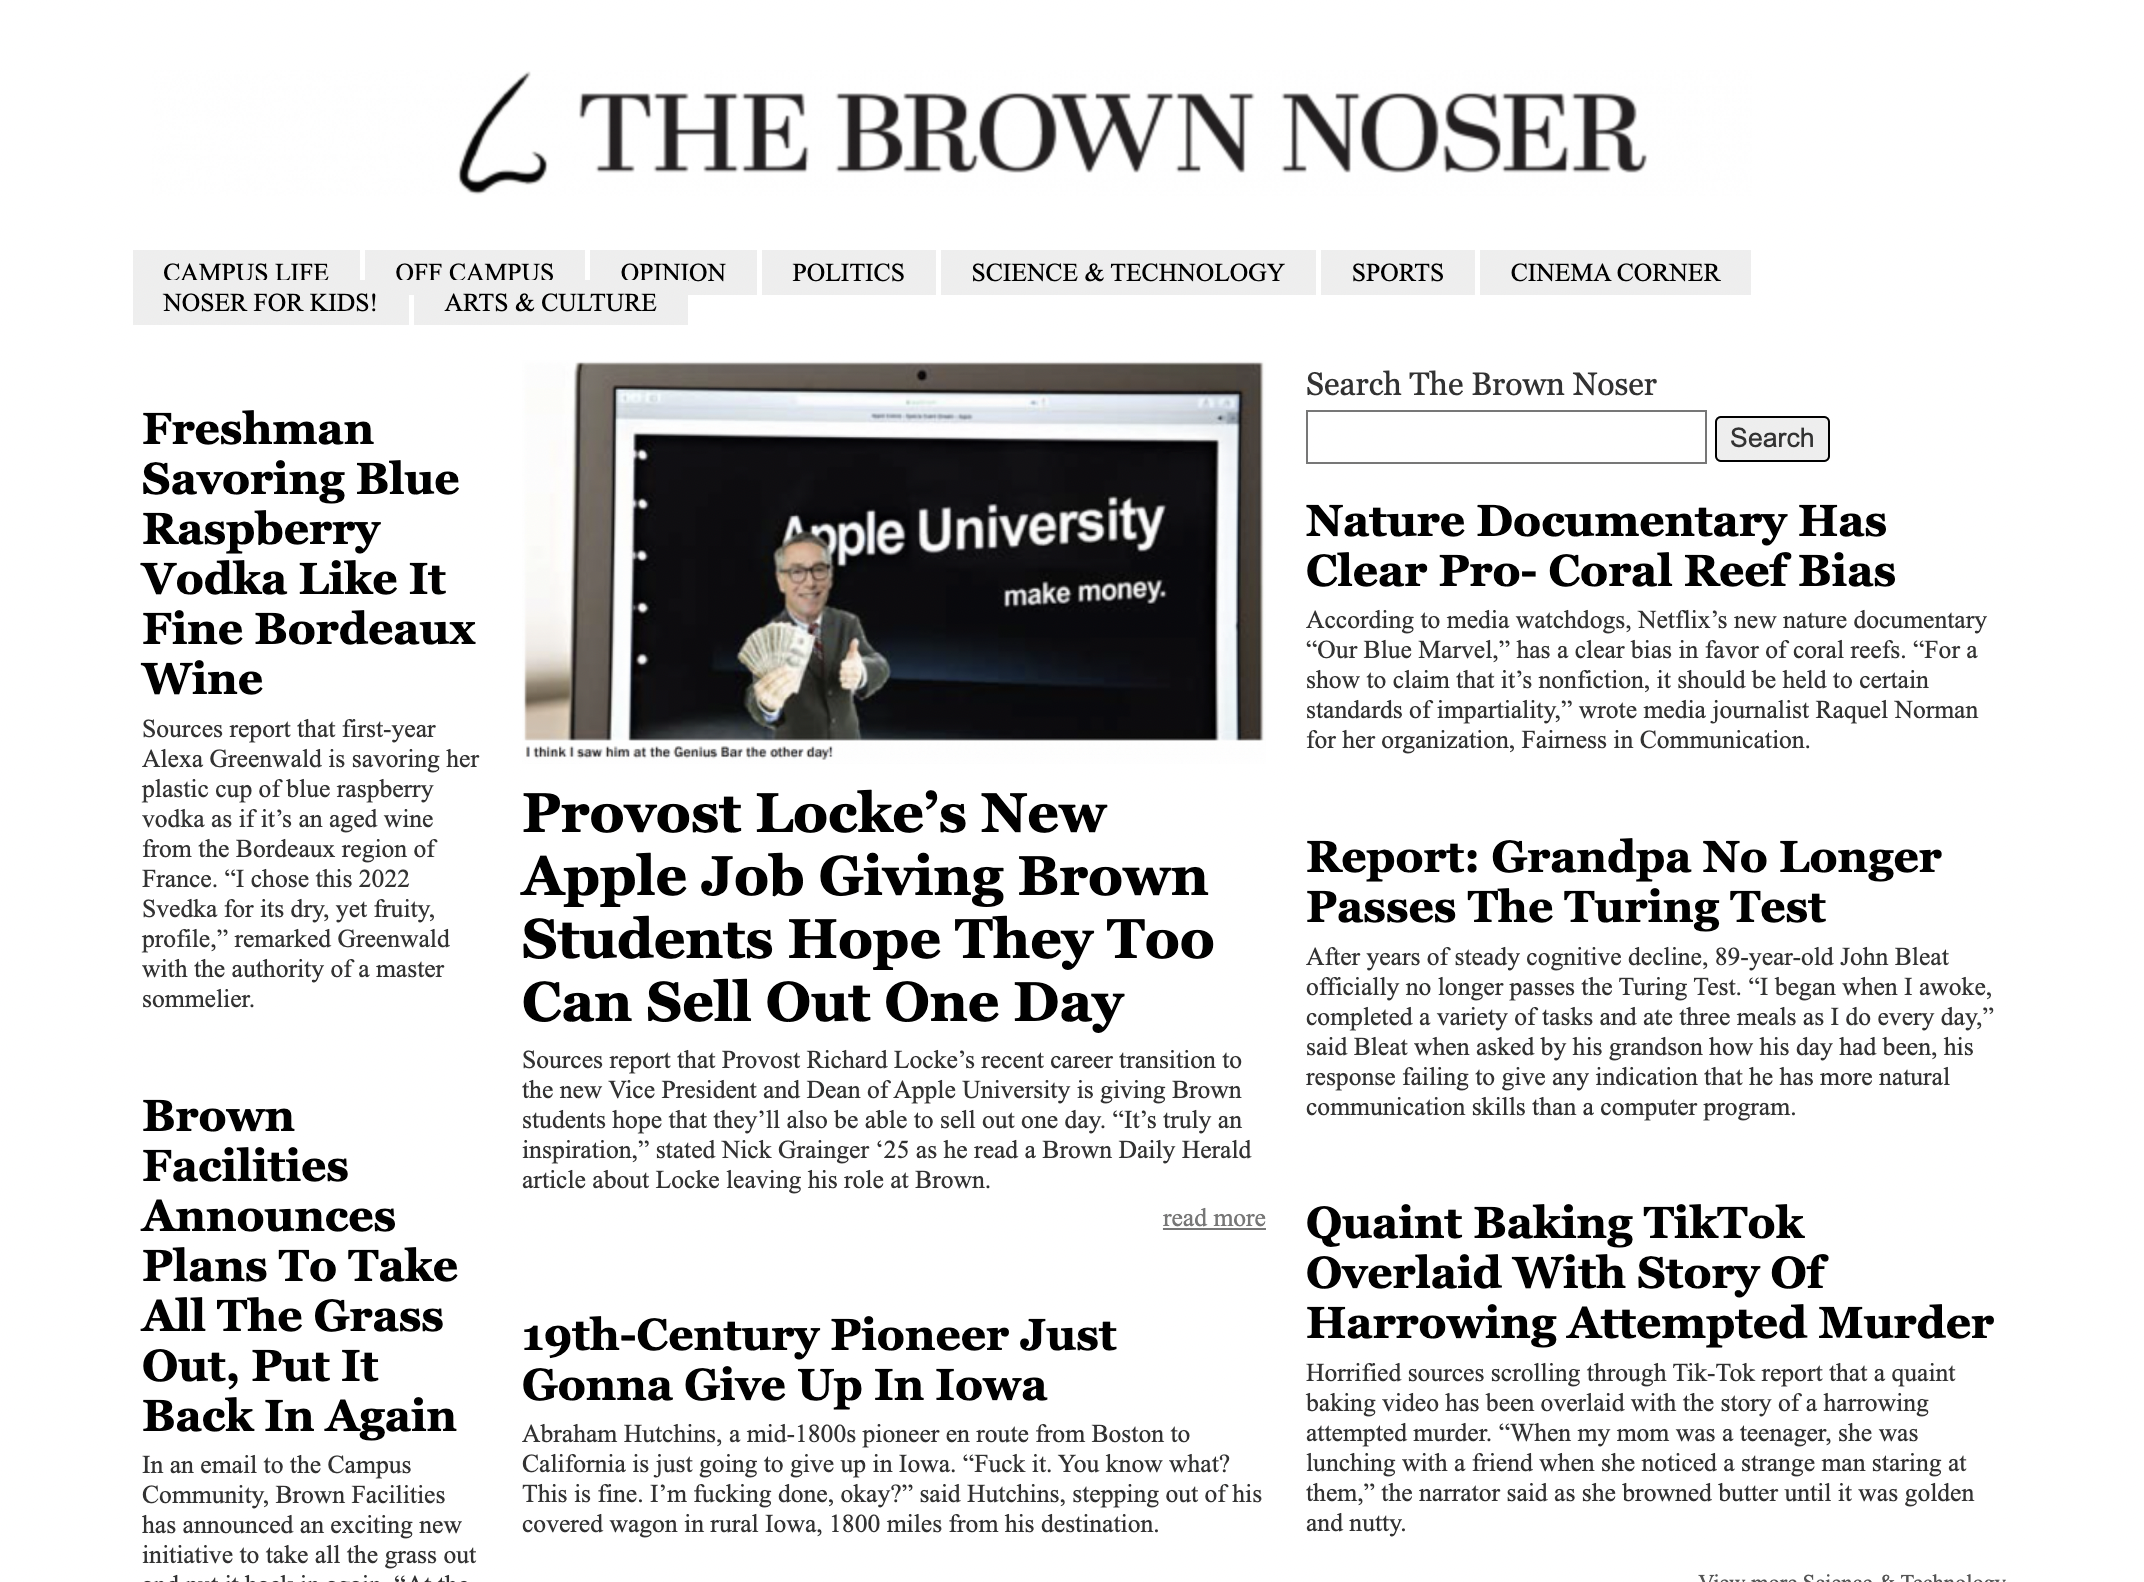 THE BROWN NOSER
CAMPUS LIFE
OFF CAMPUS
OPINION
POLITICS
SCIENCE & TECHNOLOGY
SPORTS
CINEMA CORNER
NOSER FOR KIDS!
ARTS & CULTURE
Freshman
Savoring Blue
Raspberry
Vodka Like It
Fine Bordeaux
Wine
Sources report that first-year
Alexa Greenwald is savoring her
plastic cup of blue raspberry
vodka as if it’s an aged wine
from the Bordeaux region of
France. “I chose this 2022
Svedka for its dry, yet fruity,
profile,” remarked Greenwald
with the authority of a master
sommelier.
Brown
Facilities
Announces
Plans To Take
All The Grass
Out, Put It
Back In Again
In an email to the Campus
Community, Brown Facilities
has announced an exciting new
initiative to take all the grass out
and put it back in again. “At the
Apple University
make money.
I think I saw him at the Genius Bar the other day!
Provost Locke’s New
Apple Job Giving Brown
Students Hope They Too
Can Sell Out One Day
Sources report that Provost Richard Locke’s recent career transition to
the new Vice President and Dean of Apple University is giving Brown
students hope that they’ll also be able to sell out one day. “It’s truly an
inspiration,” stated Nick Grainger ‘25 as he read a Brown Daily Herald
article about Locke leaving his role at Brown.
read more
19th-Century Pioneer Just
Gonna Give Up In Iowa
Abraham Hutchins, a mid-1800s pioneer en route from Boston to
California is just going to give up in Iowa. “Fuck it. You know what?
This is fine. I’m fucking done, okay?” said Hutchins, stepping out of his
covered wagon in rural Iowa, 1800 miles from his destination.
Search The Brown Noser
Search
Nature Documentary Has
Clear Pro- Coral Reef Bias
According to media watchdogs, Netflix’s new nature documentary
“Our Blue Marvel,” has a clear bias in favor of coral reefs. “For a
show to claim that it’s nonfiction, it should be held to certain
standards of impartiality,” wrote media journalist Raquel Norman
for her organization, Fairness in Communication.
Report: Grandpa No Longer
Passes The Turing Test
After years of steady cognitive decline, 89-year-old John Bleat
officially no longer passes the Turing Test. “I began when I awoke,
completed a variety of tasks and ate three meals as I do every day,”
said Bleat when asked by his grandson how his day had been, his
response failing to give any indication that he has more natural
communication skills than a computer program.
Quaint Baking TikTok
Overlaid With Story Of
Harrowing Attempted Murder
Horrified sources scrolling through Tik-Tok report that a quaint
baking video has been overlaid with the story of a harrowing
attempted murder. “When my mom was a teenager, she was
lunching with a friend when she noticed a strange man staring at
them,” the narrator said as she browned butter until it was golden
and nutty.
View more Science & Technology